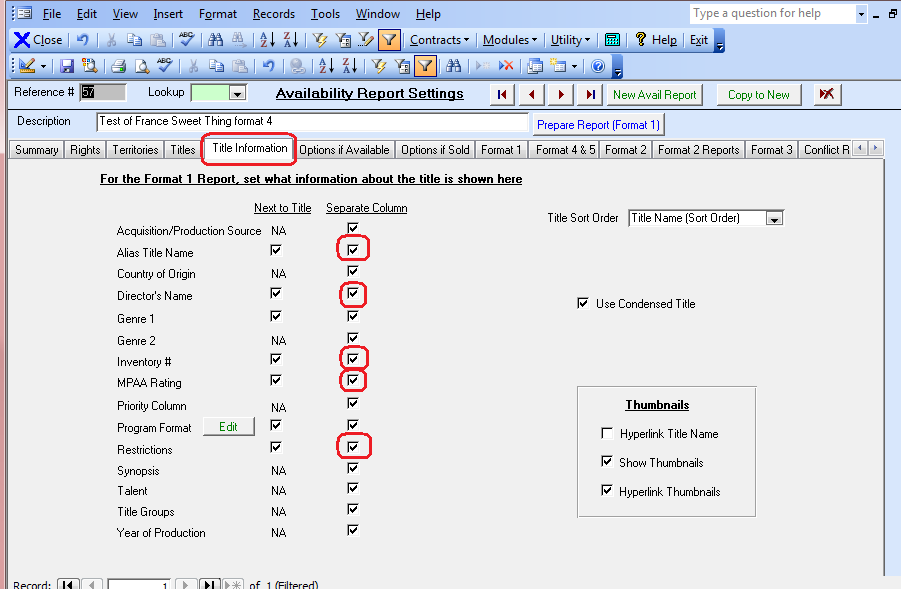 File Edit View Insert Format Records Tools Window Help Type a question for help
Close Contracts Modules Utility Help Exit
Reference # 57 Lookup Availability Report Settings New Avail Report Copy to New
Description Test of France Sweet Thing format 4 Prepare Report (Format 1)
Summary Rights Territories Titles Title Information Options if Available Options if Sold Format 1 Format 4 & 5 Format 2 Format 2 Reports Format 3 Conflict R
For the Format 1 Report, set what information about the title is shown here
Next to Title Separate Column
Title Sort Order Title Name (Sort Order)
Acquisition/Production Source NA
Alias Title Name
Country of Origin NA
Director's Name
Use Condensed Title
Genre 1
Genre 2 NA
Inventory #
MPAA Rating
Priority Column NA
Program Format Edit
Restrictions
Synopsis NA
Talent NA
Title Groups NA
Year of Production NA
Thumbnails
Hyperlink Title Name
Show Thumbnails
Hyperlink Thumbnails
Record: 1 of 1 (Filtered)